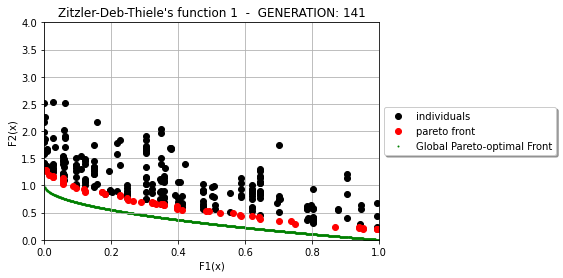 Zitzler-Deb-Thiele's function 1 - GENERATION: 141
4.0
3.5
3.0
2.5
2.0
1.5
1.0
0.5
0.0
F2(x)
0.0 0.2 0.4 0.6 0.8 1.0
F1(x)
individuals
pareto front
Global Pareto-optimal Front